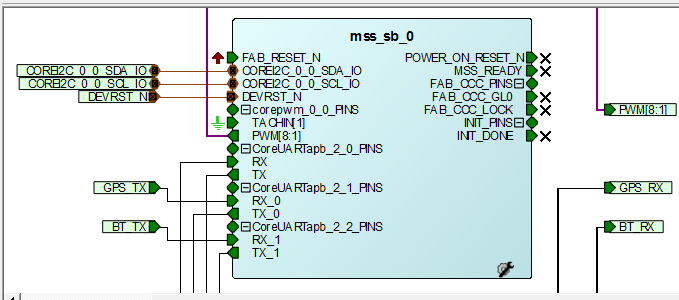 mss_sb_0
FAB_RESET_N
POWER_ON_RESET_N
COREI2C_0_0_SDA_IO
COREI2C_0_0_SDA_IO
MSS_READY
COREI2C_0_0_SCL_IO
COREI2C_0_0_SCL_IO
FAB_CCC_PINS
DEVRST_N
DEVRST_N
FAB_CCC_GL0
corepwm_0_0_PINS
FAB_CCC_LOCK
PWM[8:1]
TACHIN[1]
INIT_PINS
PWM[8:1]
INIT_DONE
CoreUARTapb_2_0_PINS
RX
TX
GPS_TX
CoreUARTapb_2_1_PINS
GPS_RX
RX_0
TX_0
BT_TX
CoreUARTapb_2_2_PINS
BT_RX
RX_1
TX_1